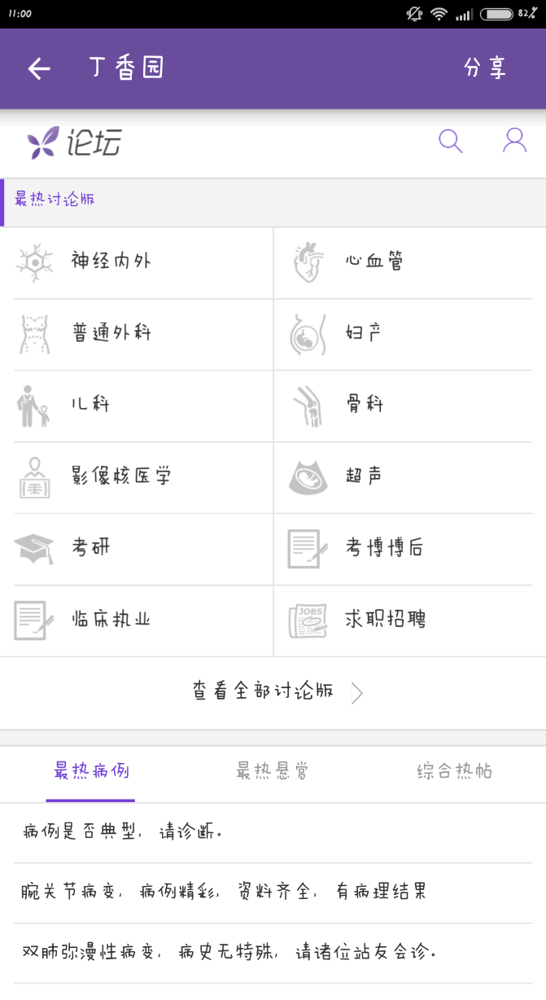 11:00 82%
丁香园 分享
论坛
最热讨论版
神经内外 心血管
普通外科 妇产
儿科 骨科
影像核医学 超声
考研 考博博后
临床执业 JOBS 求职招聘
查看全部讨论版
最热病例 最热悬赏 综合热帖
病例是否典型，请诊断。
腕关节病变，病例精彩，资料齐全，有病理结果
双肺弥漫性病变，病史无特殊，请诸位站友会诊。